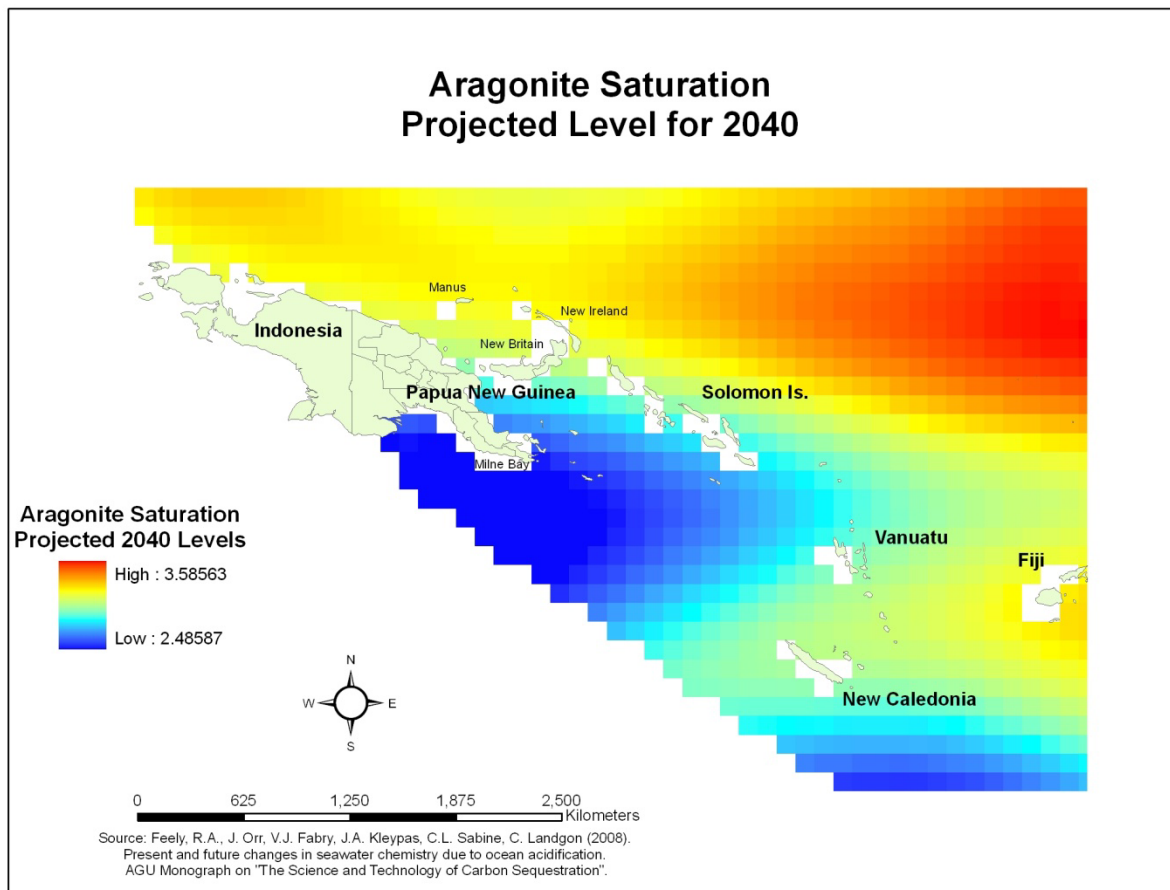 Aragonite Saturation
Projected Level for 2040
Manus
New Ireland
Indonesia
New Britain
Papua New Guinea
Solomon Is.
Milne Bay
Aragonite Saturation
Projected 2040 Levels
High : 3.58563
Low : 2.48587
Vanuatu
Fiji
New Caledonia
N
W
E
S
0 625 1,250 1,875 2,500
Kilometers
Source: Feely, R.A., J. Orr, V.J. Fabry, J.A. Kleypas, C.L. Sabine, C. Landgon (2008).
Present and future changes in seawater chemistry due to ocean acidification.
AGU Monograph on "The Science and Technology of Carbon Sequestration".